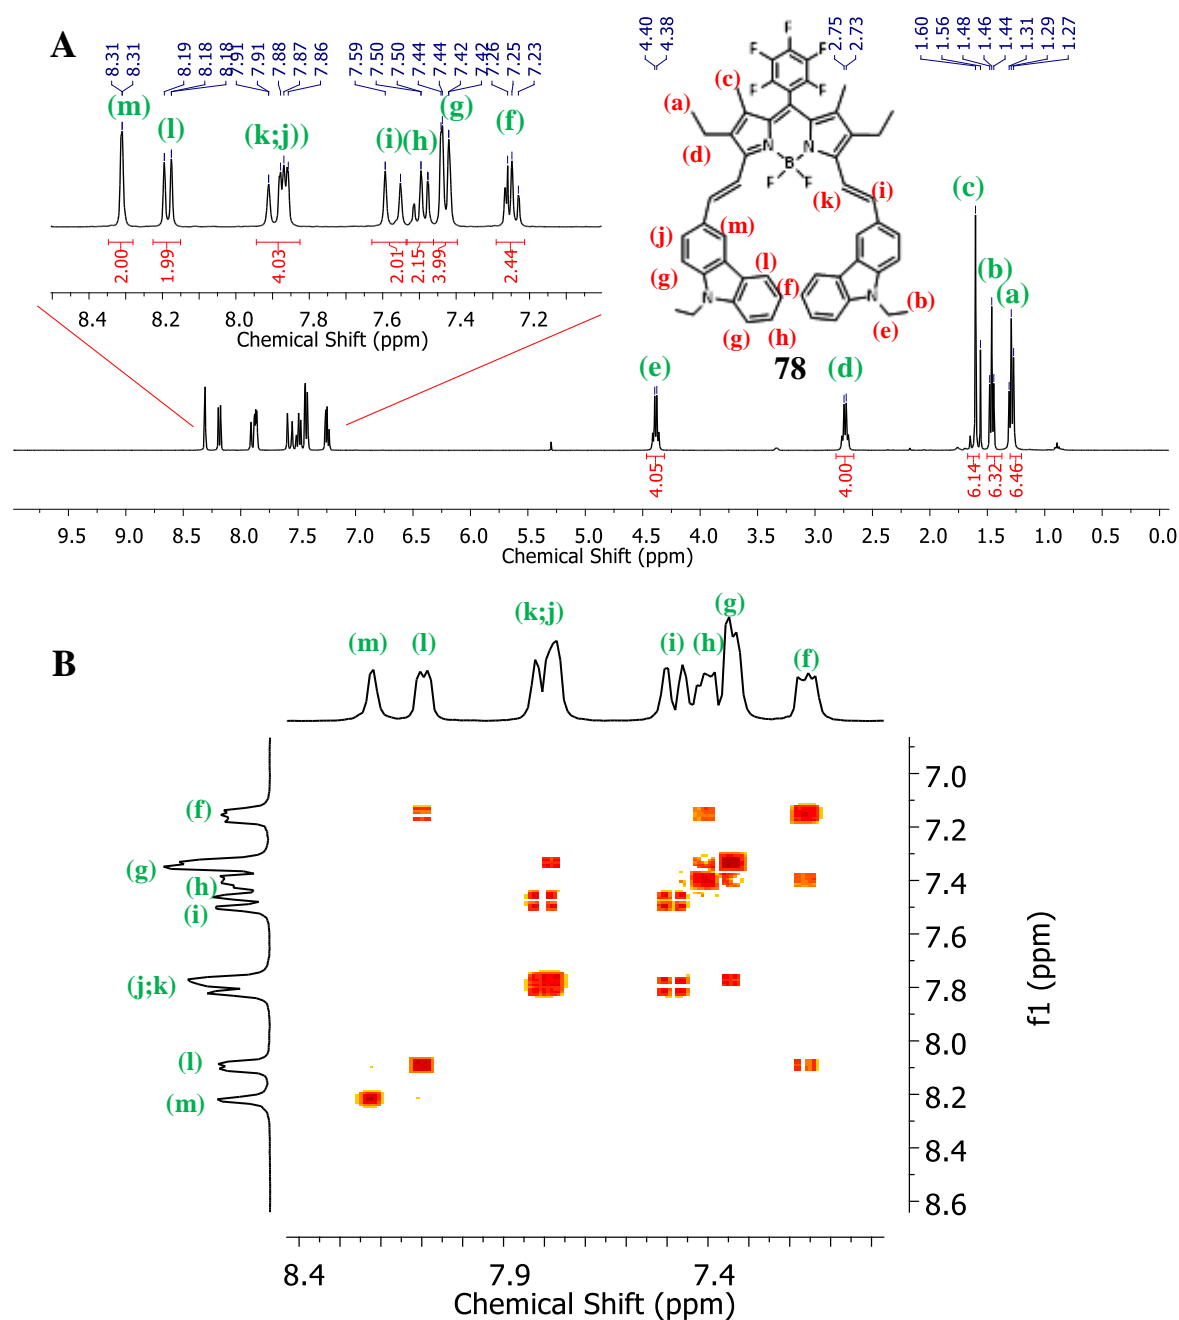 A
8.31 8.31 8.19 8.18 8.18 7.91 7.91 7.88 7.87 7.86 7.59 7.50 7.50 7.44 7.44 7.42 7.42 7.26 7.25 7.23
4.40 4.38 2.75 2.73 1.60 1.56 1.48 1.46 1.44 1.31 1.29 1.27
(m) (l) (k;j)) (i) (h) (g) (f)
2.00 1.99 4.03 2.01 2.15 3.99 2.44
8.4 8.2 8.0 7.8 7.6 7.4 7.2
Chemical Shift (ppm)
F F F F F
(c)
(a)
(d)
N N
B
F F
(k) (i)
(j) (m)
(g) (l)
(f)
N N (b)
(g) (h) (e)
78
(e) (d) (c) (b) (a)
4.05 4.00 6.14 6.32 6.46
9.5 9.0 8.5 8.0 7.5 7.0 6.5 6.0 5.5 5.0 4.5 4.0 3.5 3.0 2.5 2.0 1.5 1.0 0.5 0.0
Chemical Shift (ppm)
B
(m) (l) (k;j) (i) (h) (g) (f)
(f)
(g)
(h)
(i)
(j;k)
(l)
(m)
7.0
7.2
7.4
7.6
7.8
8.0
8.2
8.4
8.6
f1 (ppm)
8.4 7.9 7.4
Chemical Shift (ppm)